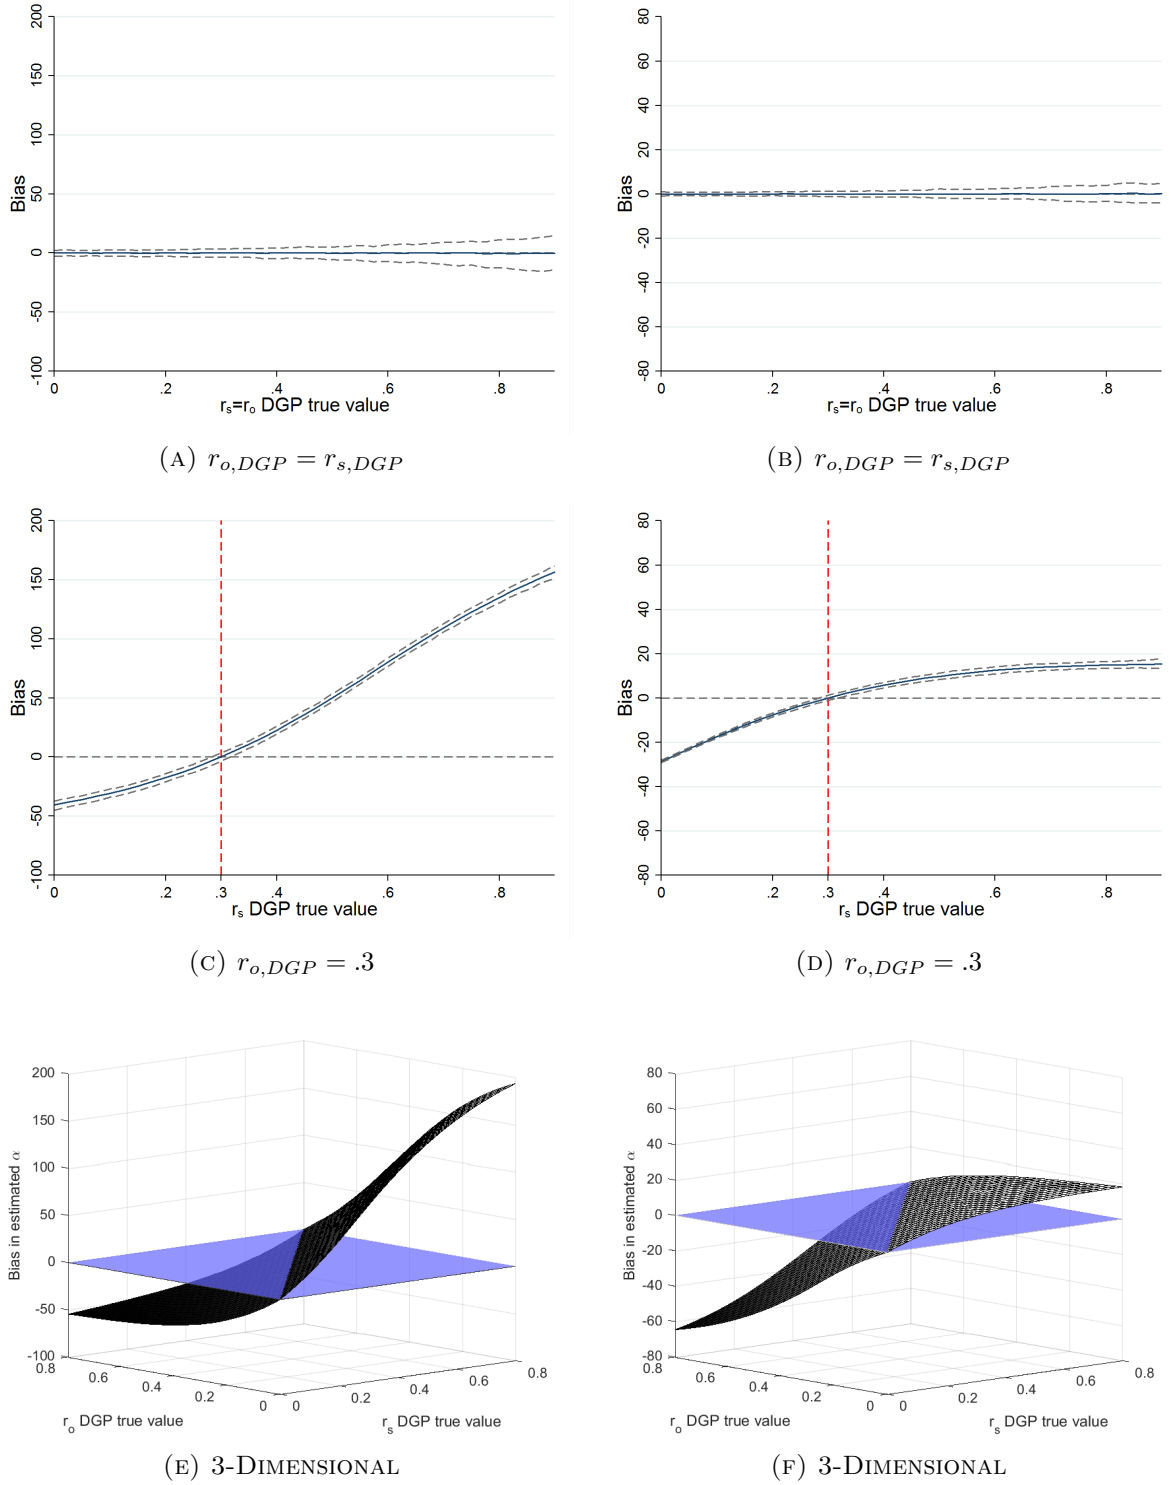 200
150
100
50
0
-50
-100
Bias
0 .2 .4 .6 .8
rₛ=rₒ DGP true value
(A) r_{o,DGP} = r_{s,DGP}
80
60
40
20
0
-20
-40
-60
-80
Bias
0 .2 .4 .6 .8
rₛ=rₒ DGP true value
(B) r_{o,DGP} = r_{s,DGP}
200
150
100
50
0
-50
-100
Bias
0 .2 .3 .4 .6 .8
rₛ DGP true value
(C) r_{o,DGP} = .3
80
60
40
20
0
-20
-40
-60
-80
Bias
0 .2 .3 .4 .6 .8
rₛ DGP true value
(D) r_{o,DGP} = .3
200
150
100
50
0
-50
-100
Bias in estimated α
0.8 0.6 0.4 0.2 0
rₒ DGP true value
0 0.2 0.4 0.6 0.8
rₛ DGP true value
(E) 3-DIMENSIONAL
80
60
40
20
0
-20
-40
-60
-80
Bias in estimated α
0.8 0.6 0.4 0.2 0
rₒ DGP true value
0 0.2 0.4 0.6 0.8
rₛ DGP true value
(F) 3-DIMENSIONAL